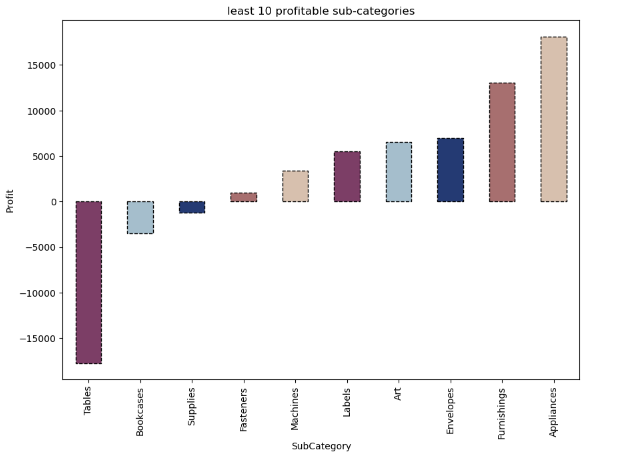 least 10 profitable sub-categories
15000
10000
5000
0
−5000
−10000
−15000
Profit
Tables
Bookcases
Supplies
Fasteners
Machines
Labels
Art
Envelopes
Furnishings
Appliances
SubCategory